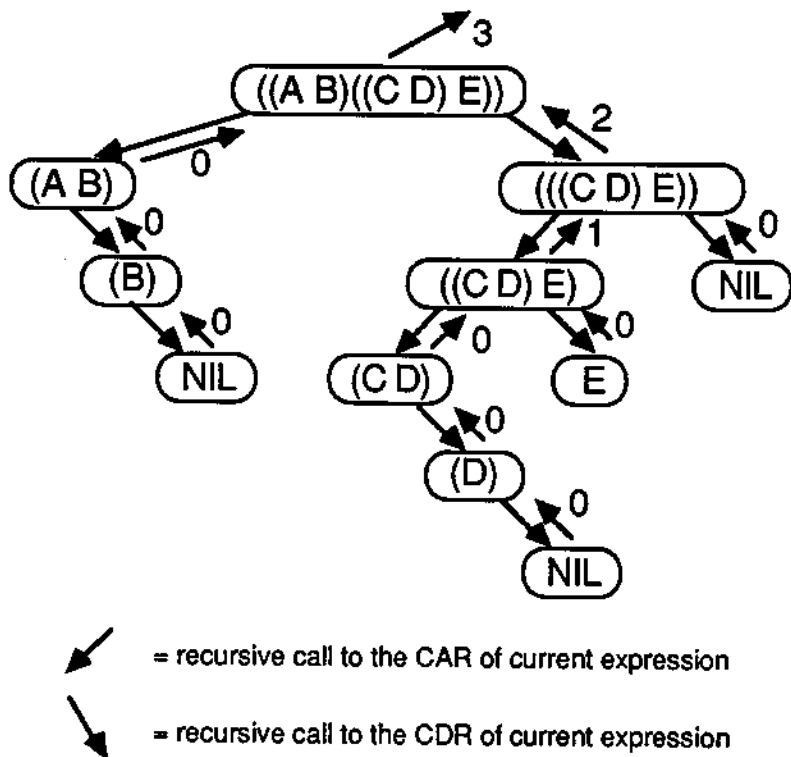 3
((A B)((C D) E))
0
2
(A B)
(((C D) E))
0
1
0
(B)
((C D) E)
NIL
0
0
0
NIL
(C D)
E
0
(D)
0
NIL
= recursive call to the CAR of current expression
= recursive call to the CDR of current expression